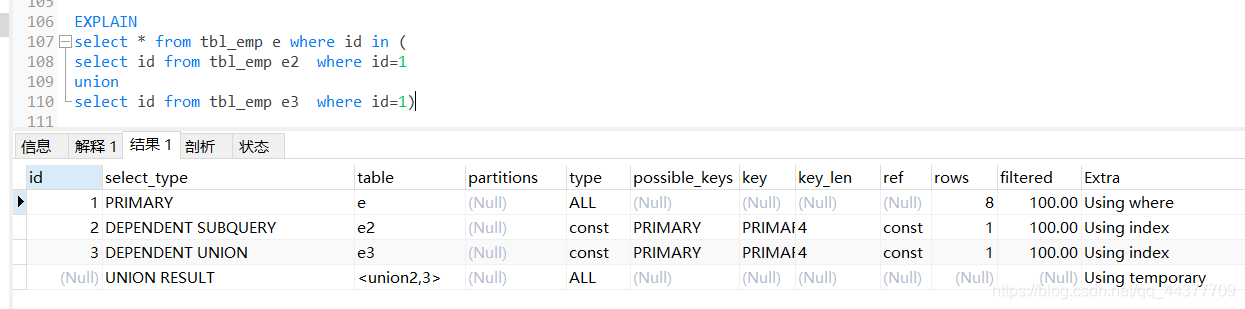 105
106 EXPLAIN
107 select * from tbl_emp e where id in (
108 select id from tbl_emp e2  where id=1
109 union
110 select id from tbl_emp e3  where id=1)
111
信息 解释 1 结果 1 剖析 状态
id select_type table partitions type possible_keys key key_len ref rows filtered Extra
1 PRIMARY e (Null) ALL (Null) (Null) (Null) (Null) 8 100.00 Using where
2 DEPENDENT SUBQUERY e2 (Null) const PRIMARY PRIMAR 4 const 1 100.00 Using index
3 DEPENDENT UNION e3 (Null) const PRIMARY PRIMAR 4 const 1 100.00 Using index
(Null) UNION RESULT <union2,3> (Null) ALL (Null) (Null) (Null) (Null) (Null) (Null) Using temporary
https://blog.csdn.net/qq_44377709